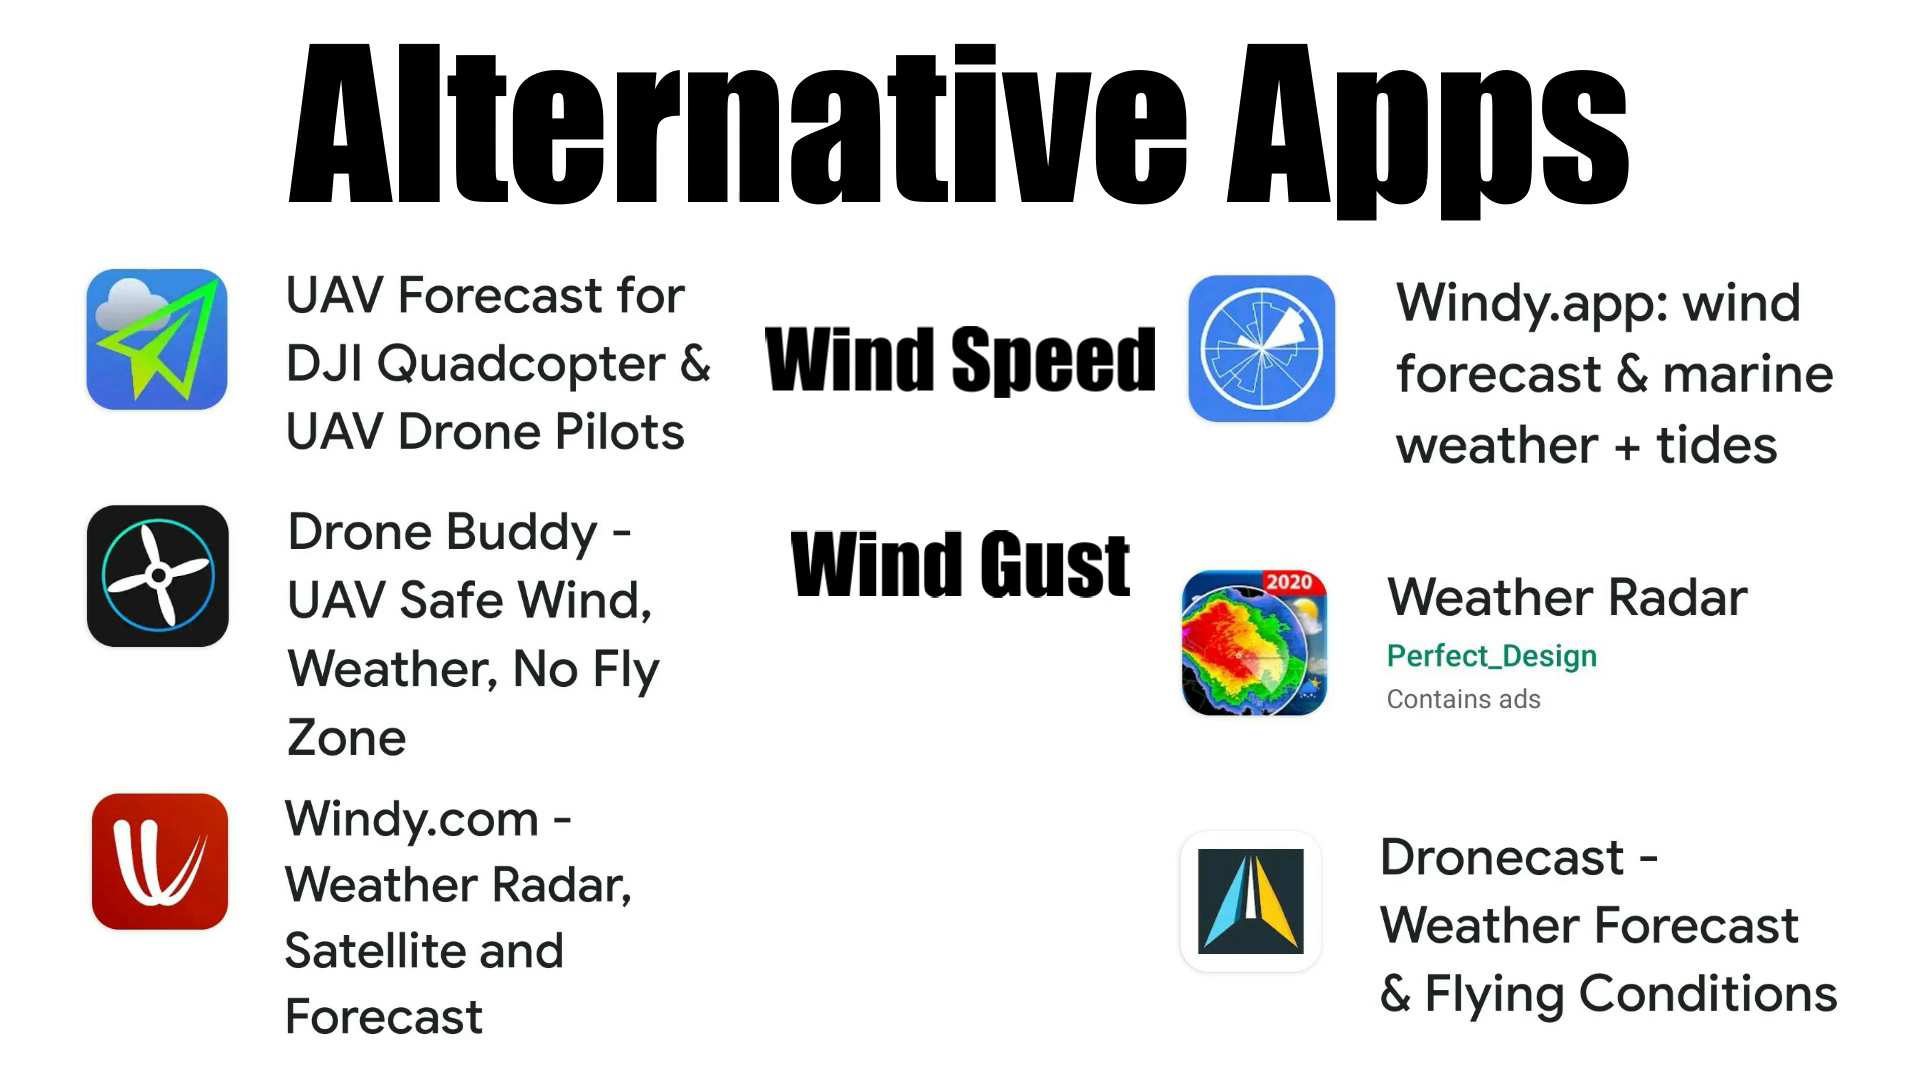 Alternative Apps
UAV Forecast for
DJI Quadcopter &
UAV Drone Pilots
Drone Buddy -
UAV Safe Wind,
Weather, No Fly
Zone
Windy.com -
Weather Radar,
Satellite and
Forecast
Wind Speed
Wind Gust
Windy.app: wind
forecast & marine
weather + tides
2020
Weather Radar
Perfect_Design
Contains ads
Dronecast -
Weather Forecast
& Flying Conditions